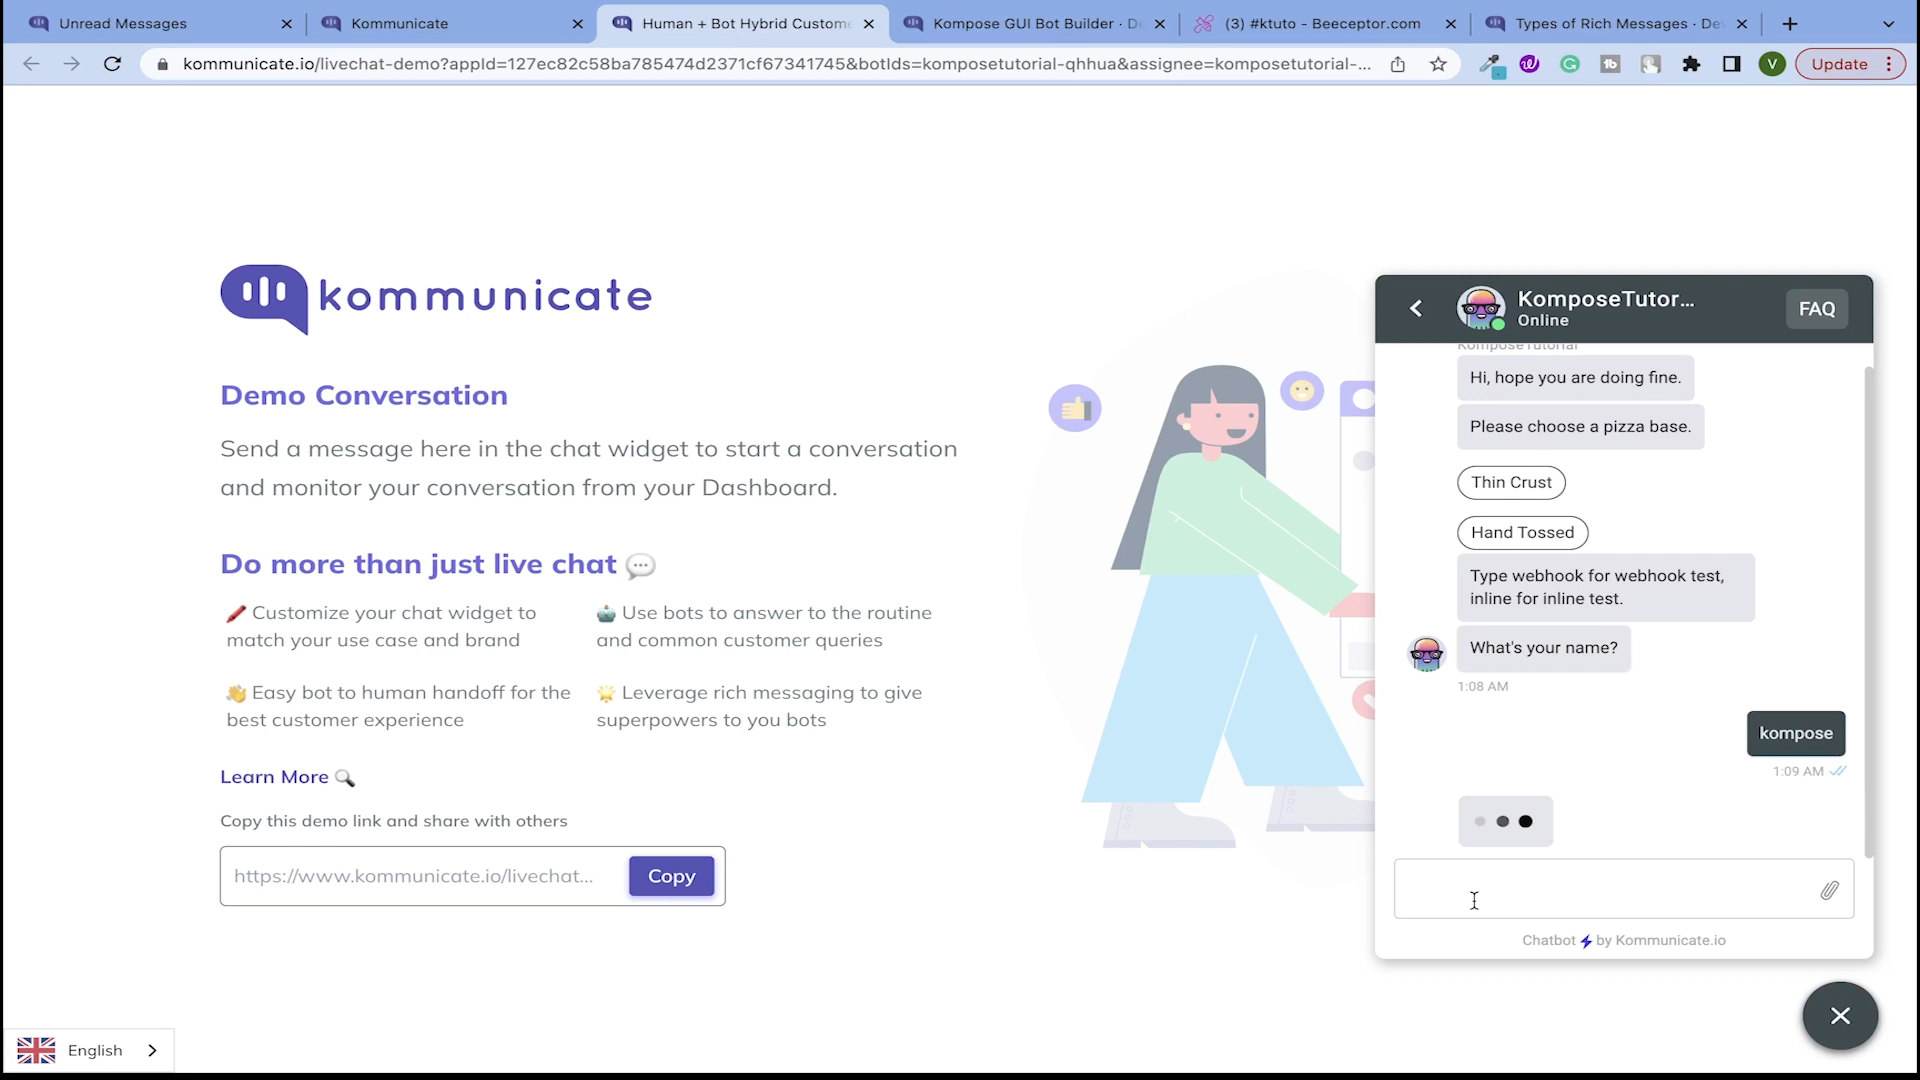 Unread Messages
Kommunicate
Human + Bot Hybrid Custome
Kompose GUI Bot Builder · De
(3) #ktuto - Beeceptor.com
Types of Rich Messages · Dev
kommunicate.io/livechat-demo?appId=127ec82c58ba785474d2371cf67341745&botIds=komposetutorial-qhhua&assignee=komposetutorial-...
V
Update
kommunicate
Demo Conversation
Send a message here in the chat widget to start a conversation
and monitor your conversation from your Dashboard.
Do more than just live chat
Customize your chat widget to
match your use case and brand
Use bots to answer to the routine
and common customer queries
Easy bot to human handoff for the
best customer experience
Leverage rich messaging to give
superpowers to you bots
Learn More
Copy this demo link and share with others
https://www.kommunicate.io/livechat...
Copy
English
KomposeTutor...
Online
FAQ
KomposeTutorial
Hi, hope you are doing fine.
Please choose a pizza base.
Thin Crust
Hand Tossed
Type webhook for webhook test,
inline for inline test.
What's your name?
1:08 AM
kompose
1:09 AM
Chatbot by Kommunicate.io